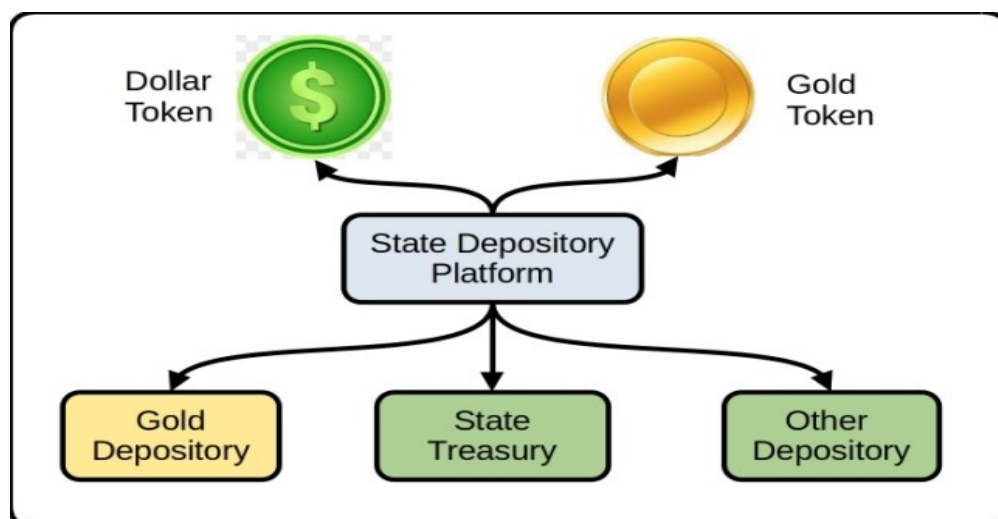 Dollar
Token
$
Gold
Token
State Depository
Platform
Gold
Depository
State
Treasury
Other
Depository